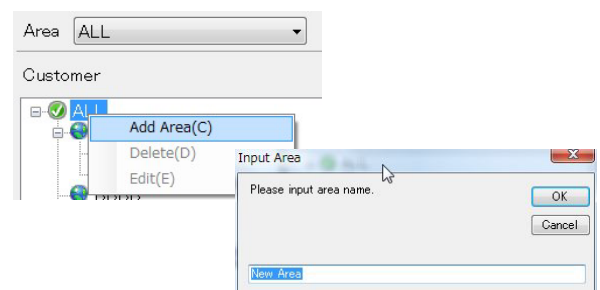 Area ALL
Customer
ALL
Add Area(C)
Delete(D)
Edit(E)
Input Area
Please input area name.
OK
Cancel
New Area